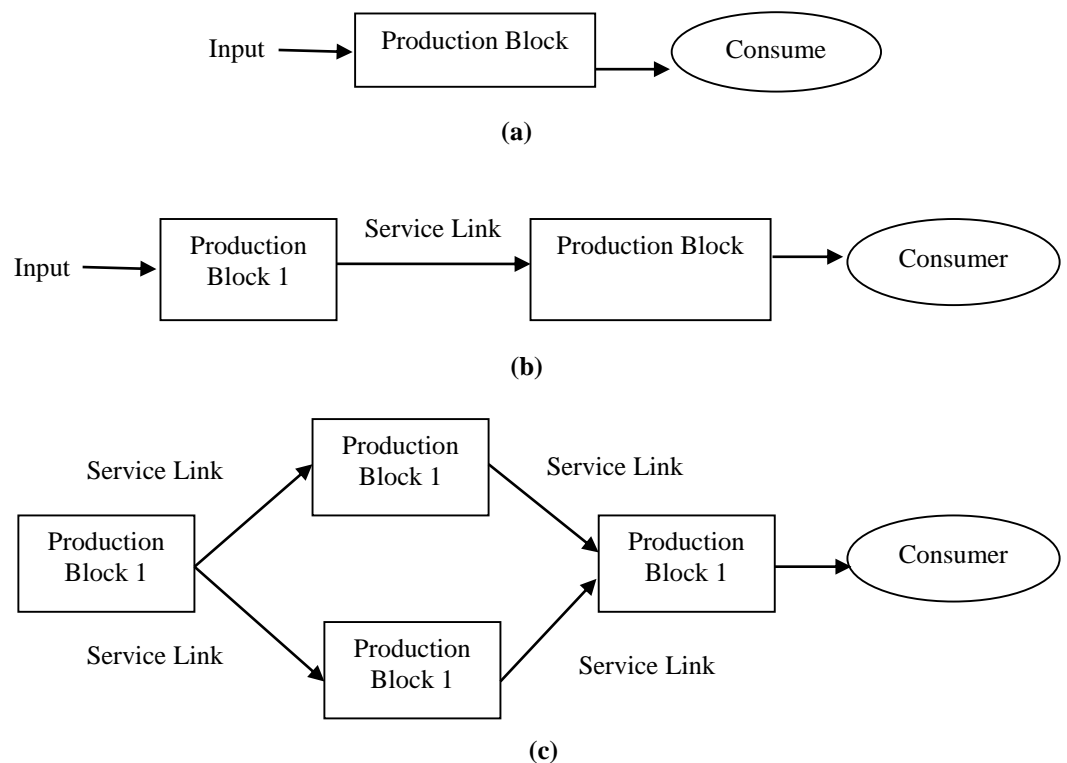 Input
Production Block
Consume
(a)
Input
Production
Block 1
Service Link
Production Block
Consumer
(b)
Production
Block 1
Service Link
Service Link
Production
Block 1
Production
Block 1
Service Link
Service Link
Production
Block 1
Consumer
(c)